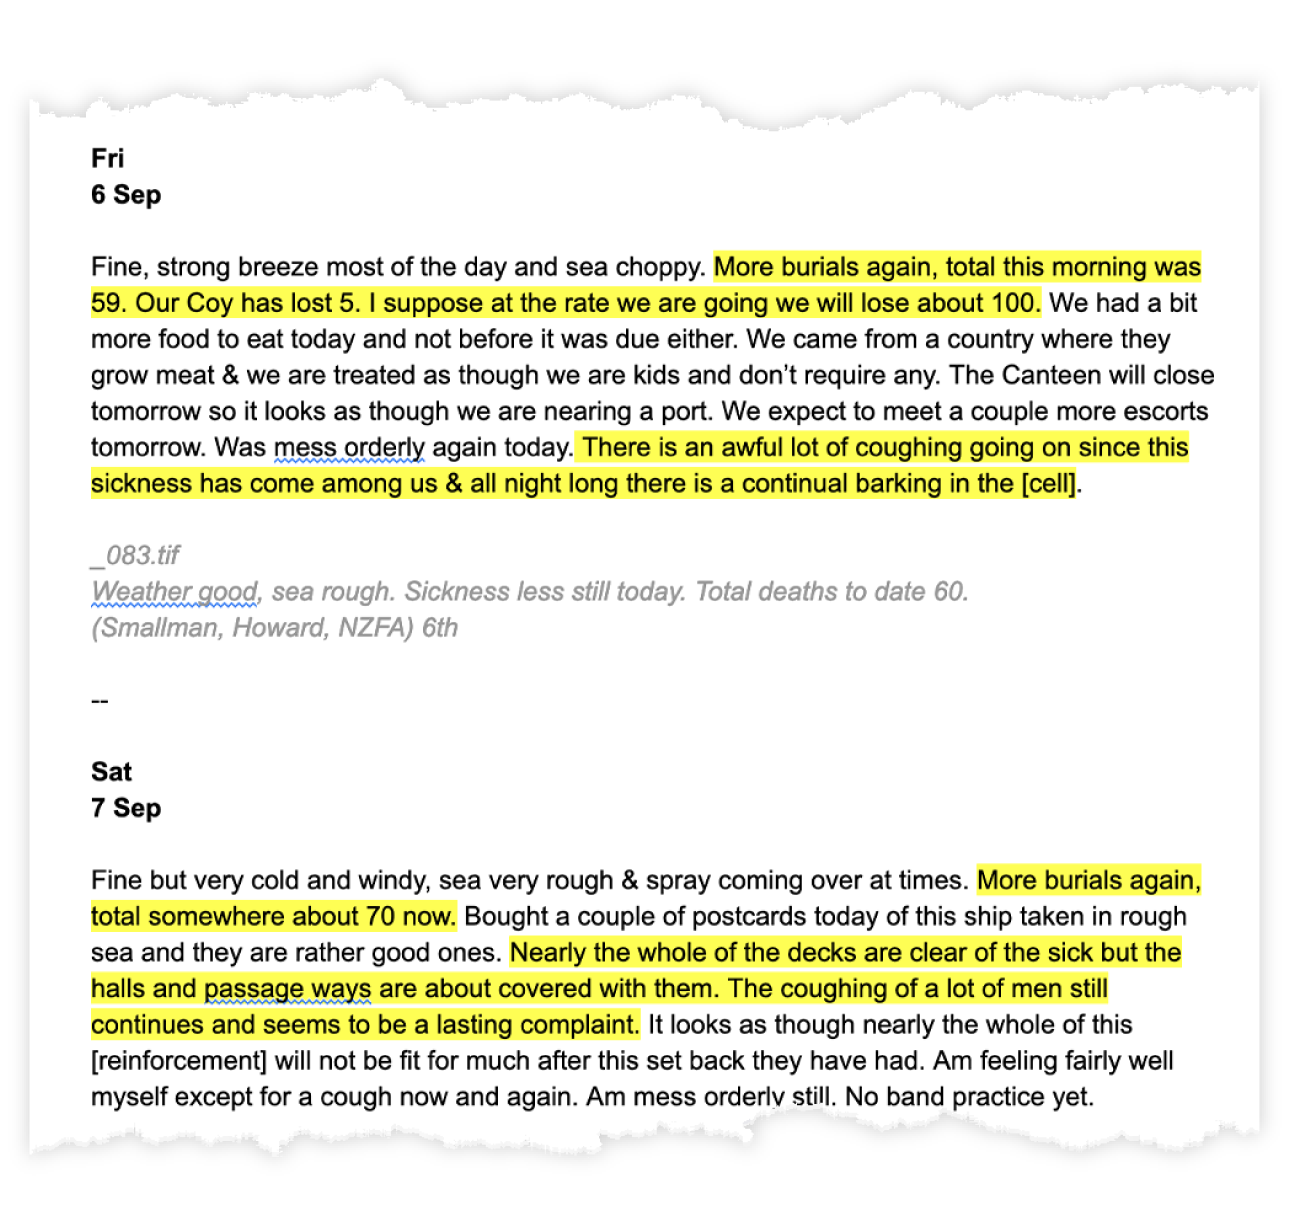 Fri
6 Sep
Fine, strong breeze most of the day and sea choppy. More burials again, total this morning was
59. Our Coy has lost 5. I suppose at the rate we are going we will lose about 100. We had a bit
more food to eat today and not before it was due either. We came from a country where they
grow meat & we are treated as though we are kids and don’t require any. The Canteen will close
tomorrow so it looks as though we are nearing a port. We expect to meet a couple more escorts
tomorrow. Was mess orderly again today. There is an awful lot of coughing going on since this
sickness has come among us & all night long there is a continual barking in the [cell].
_083.tif
Weather good, sea rough. Sickness less still today. Total deaths to date 60.
(Smallman, Howard, NZFA) 6th
--
Sat
7 Sep
Fine but very cold and windy, sea very rough & spray coming over at times. More burials again,
total somewhere about 70 now. Bought a couple of postcards today of this ship taken in rough
sea and they are rather good ones. Nearly the whole of the decks are clear of the sick but the
halls and passage ways are about covered with them. The coughing of a lot of men still
continues and seems to be a lasting complaint. It looks as though nearly the whole of this
[reinforcement] will not be fit for much after this set back they have had. Am feeling fairly well
myself except for a cough now and again. Am mess orderly still. No band practice yet.